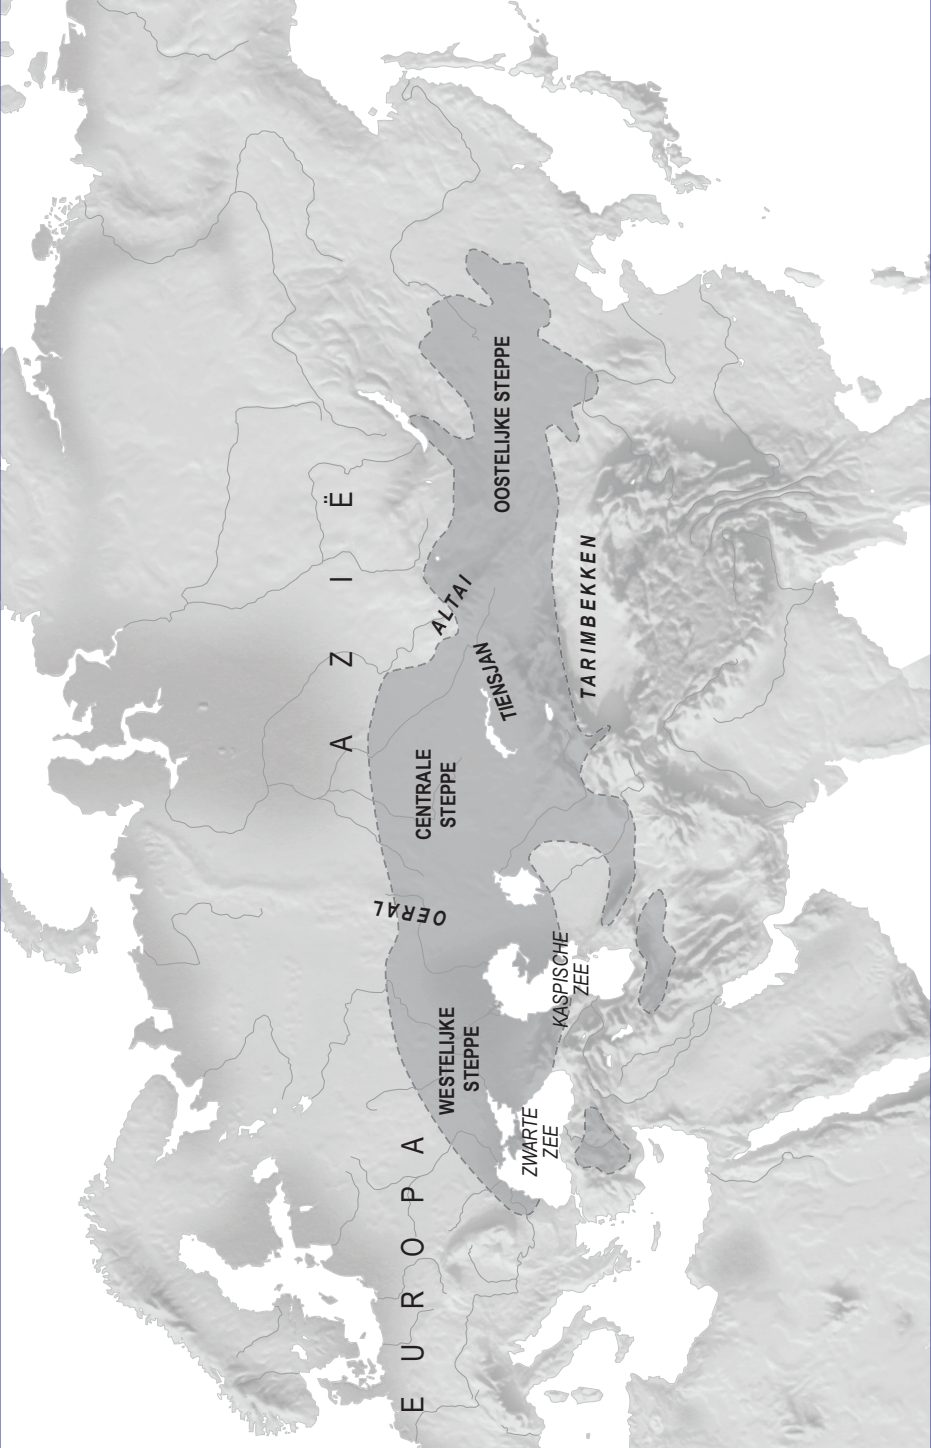 EUROPA
AZIË
OERAL
ALTAI
WESTELIJKE
STEPPE
CENTRALE
STEPPE
TIENSJAN
OOSTELIJKE STEPPE
ZWARTE
ZEE
KASPISCHE
ZEE
TARIMBEKKEN